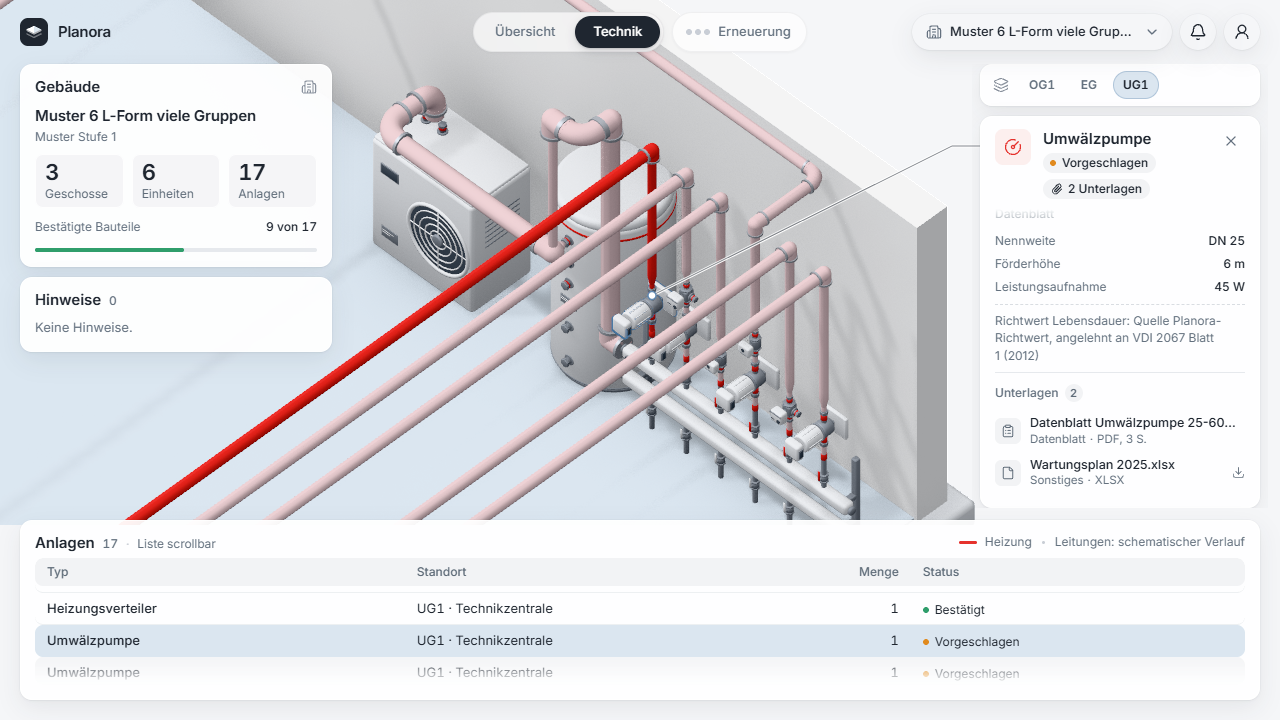 Planora
Übersicht
Technik
Erneuerung
Muster 6 L-Form viele Grup...
Gebäude
Muster 6 L-Form viele Gruppen
Muster Stufe 1
3
Geschosse
6
Einheiten
17
Anlagen
Bestätigte Bauteile
9 von 17
Hinweise 0
Keine Hinweise.
OG1
EG
UG1
Umwälzpumpe
Vorgeschlagen
2 Unterlagen
Datenblatt
Nennweite
DN 25
Förderhöhe
6 m
Leistungsaufnahme
45 W
Richtwert Lebensdauer: Quelle Planora-
Richtwert, angelehnt an VDI 2067 Blatt
1 (2012)
Unterlagen 2
Datenblatt Umwälzpumpe 25-60...
Datenblatt · PDF, 3 S.
Wartungsplan 2025.xlsx
Sonstiges · XLSX
Anlagen 17 · Liste scrollbar
Heizung • Leitungen: schematischer Verlauf
Typ
Standort
Menge
Status
Heizungsverteiler
UG1 · Technikzentrale
1
Bestätigt
Umwälzpumpe
UG1 · Technikzentrale
1
Vorgeschlagen
Umwälzpumpe
UG1 · Technikzentrale
1
Vorgeschlagen